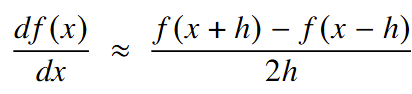 df(x)/dx ≈ (f(x + h) − f(x − h))/2h